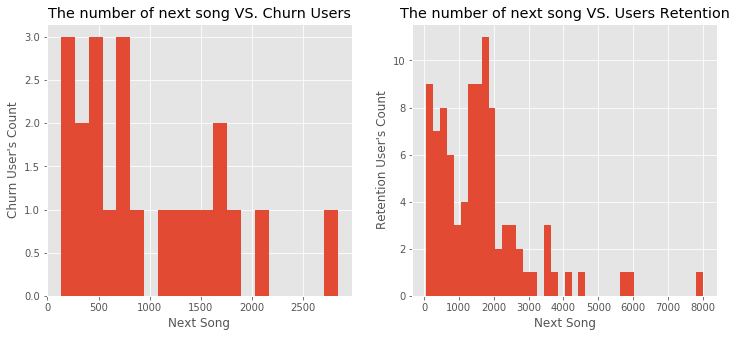 The number of next song VS. Churn Users
3.0
2.5
2.0
1.5
1.0
0.5
0.0
Churn User's Count
0 500 1000 1500 2000 2500
Next Song
The number of next song VS. Users Retention
10
8
6
4
2
0
Retention User's Count
0 1000 2000 3000 4000 5000 6000 7000 8000
Next Song